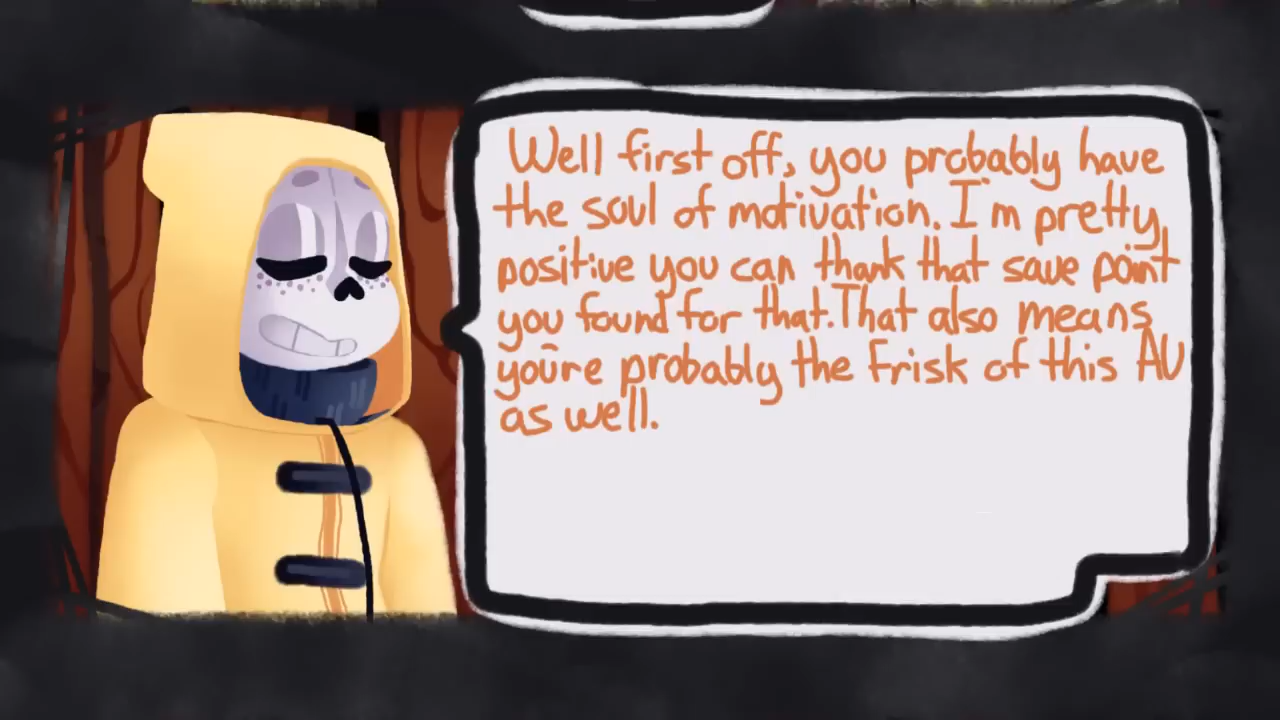 Well first off, you probably have
the soul of motivation. I'm pretty
positive you can thank that save point
you found for that. That also means
you're probably the Frisk of this AU
as well.